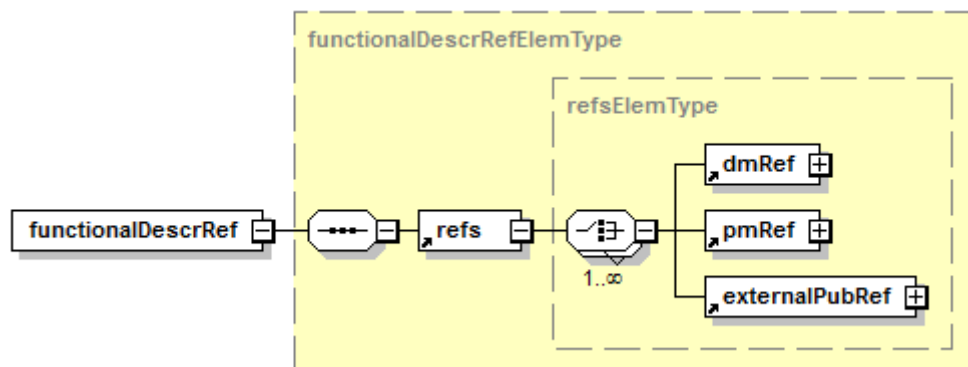 functionalDescrRefElemType
refsElemType
dmRef
functionalDescrRef
refs
pmRef
1..∞
externalPubRef